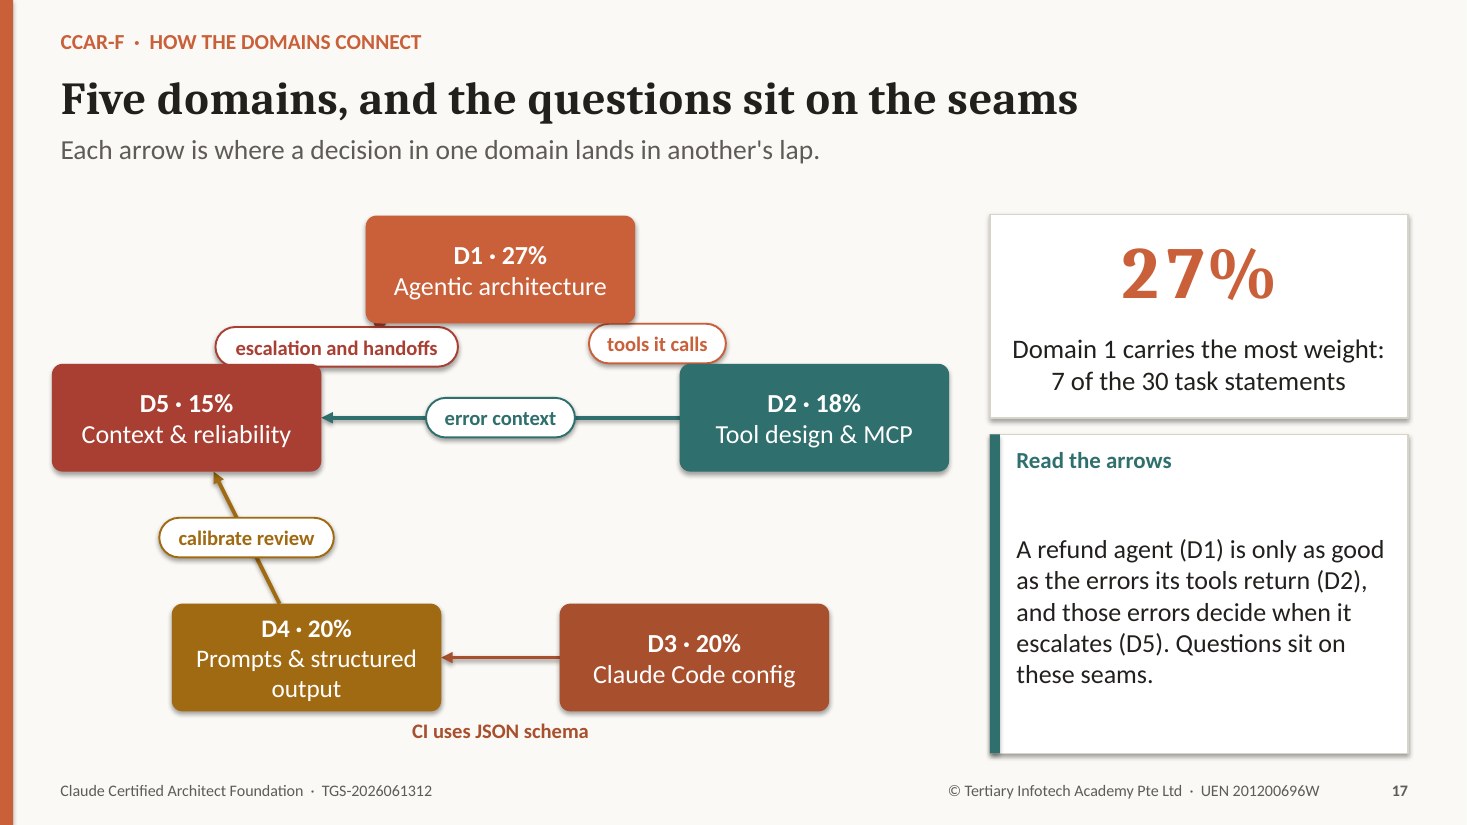 CCAR-F · HOW THE DOMAINS CONNECT
Five domains, and the questions sit on the seams
Each arrow is where a decision in one domain lands in another's lap.
D1 · 27%
Agentic architecture
escalation and handoffs
tools it calls
D5 · 15%
Context & reliability
error context
D2 · 18%
Tool design & MCP
calibrate review
D4 · 20%
Prompts & structured
output
D3 · 20%
Claude Code config
CI uses JSON schema
27%
Domain 1 carries the most weight:
7 of the 30 task statements
Read the arrows
A refund agent (D1) is only as good
as the errors its tools return (D2),
and those errors decide when it
escalates (D5). Questions sit on
these seams.
Claude Certified Architect Foundation · TGS-2026061312
© Tertiary Infotech Academy Pte Ltd · UEN 201200696W
17